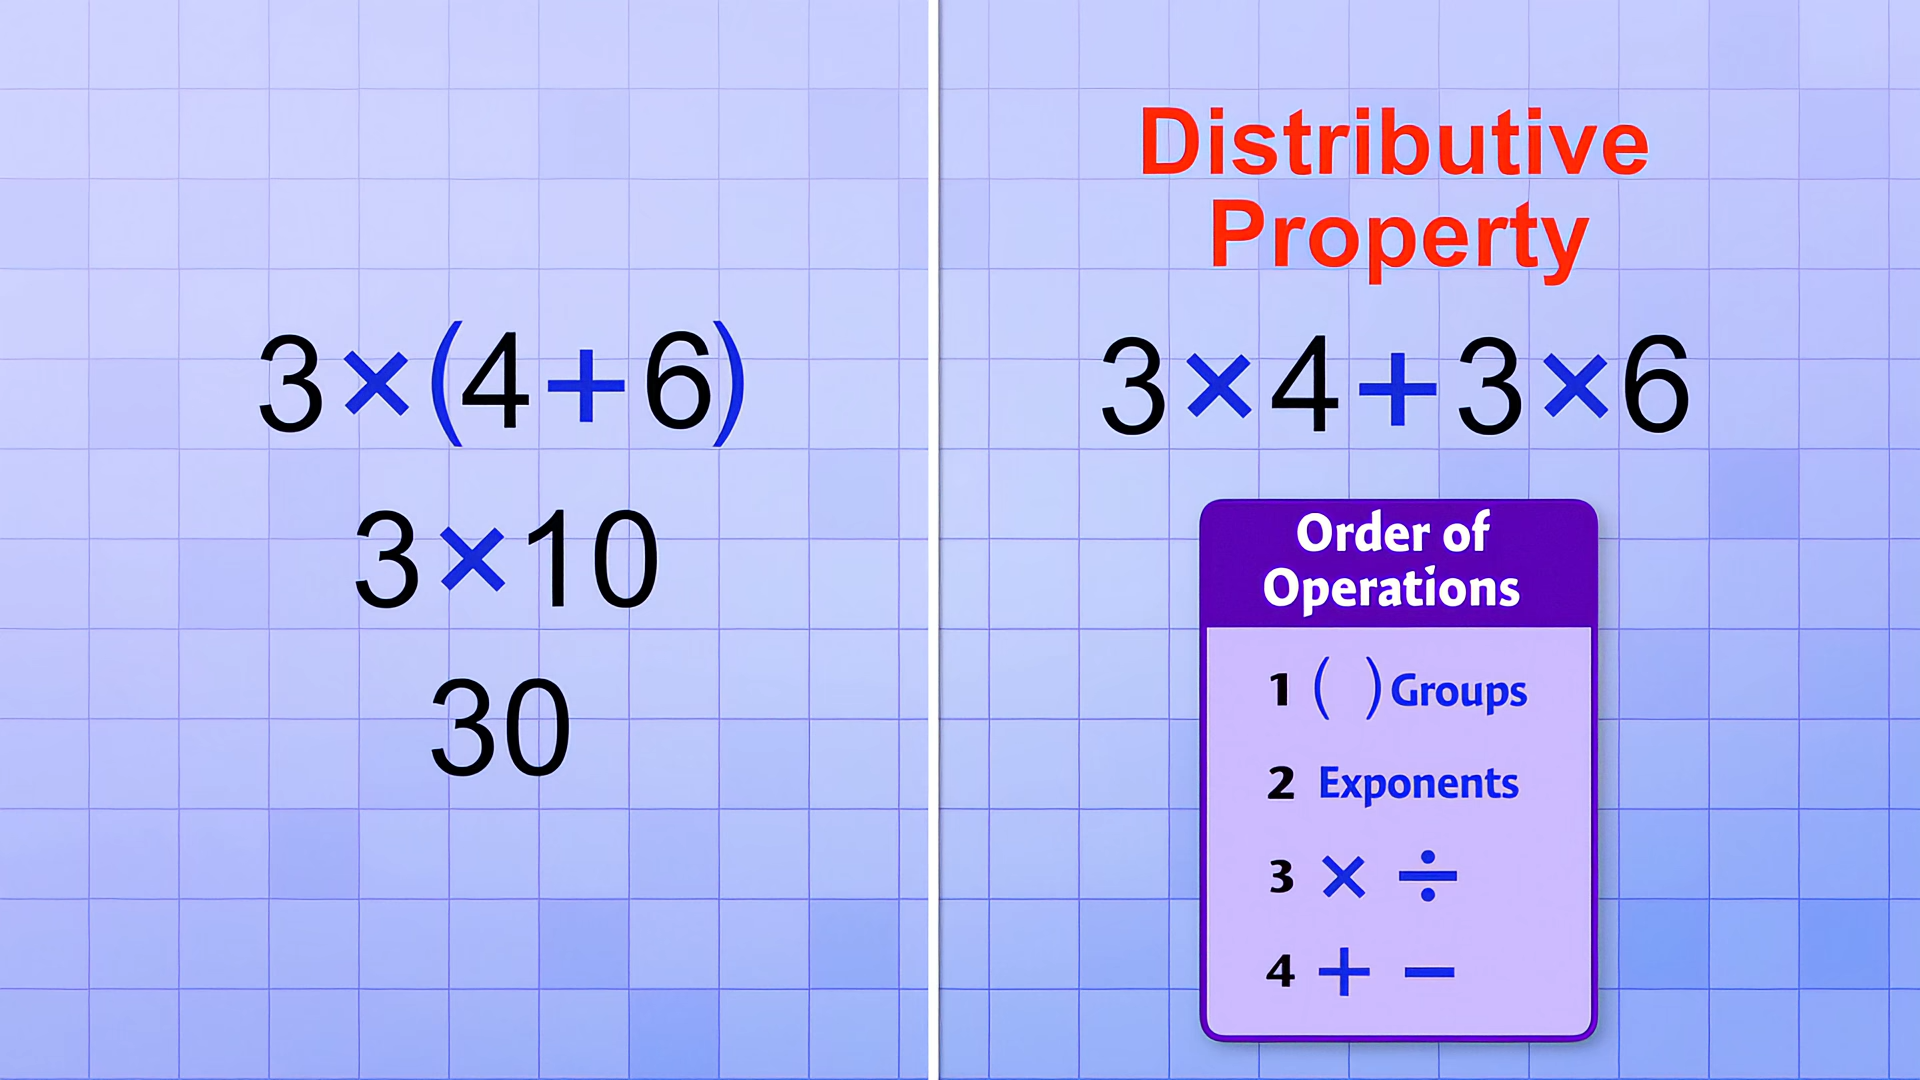 3×(4+6)
3×10
30
Distributive
Property
3×4+3×6
Order of
Operations
1 ( ) Groups
2 Exponents
3 × ÷
4 + −